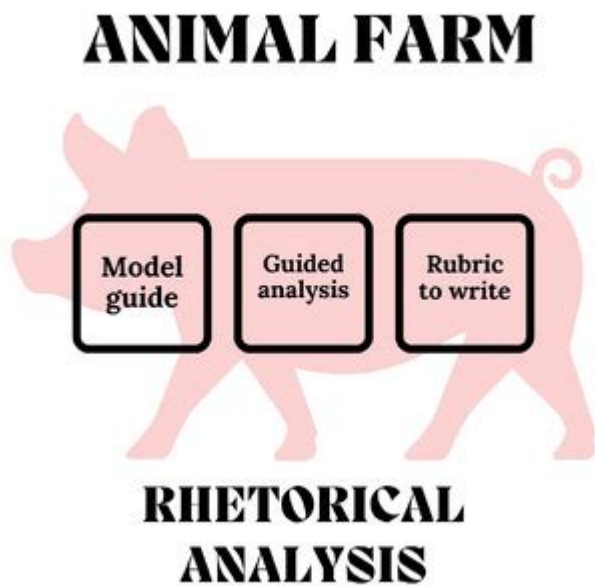 ANIMAL FARM
Model
guide
Guided
analysis
Rubric
to write
RHETORICAL
ANALYSIS